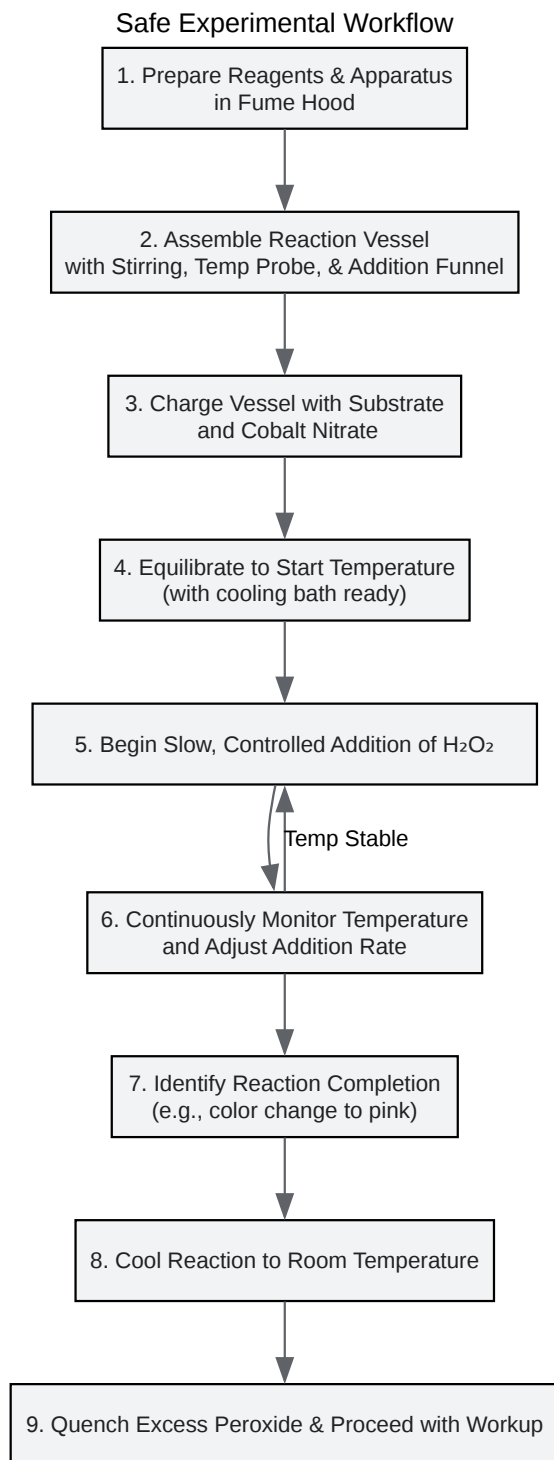 Safe Experimental Workflow
1. Prepare Reagents & Apparatus
in Fume Hood
2. Assemble Reaction Vessel
with Stirring, Temp Probe, & Addition Funnel
3. Charge Vessel with Substrate
and Cobalt Nitrate
4. Equilibrate to Start Temperature
(with cooling bath ready)
5. Begin Slow, Controlled Addition of H₂O₂
Temp Stable
6. Continuously Monitor Temperature
and Adjust Addition Rate
7. Identify Reaction Completion
(e.g., color change to pink)
8. Cool Reaction to Room Temperature
9. Quench Excess Peroxide & Proceed with Workup